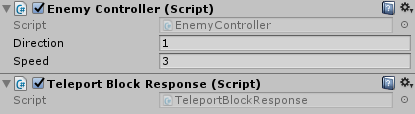 Enemy Controller (Script)
Script EnemyController
Direction 1
Speed 3
Teleport Block Response (Script)
Script TeleportBlockResponse